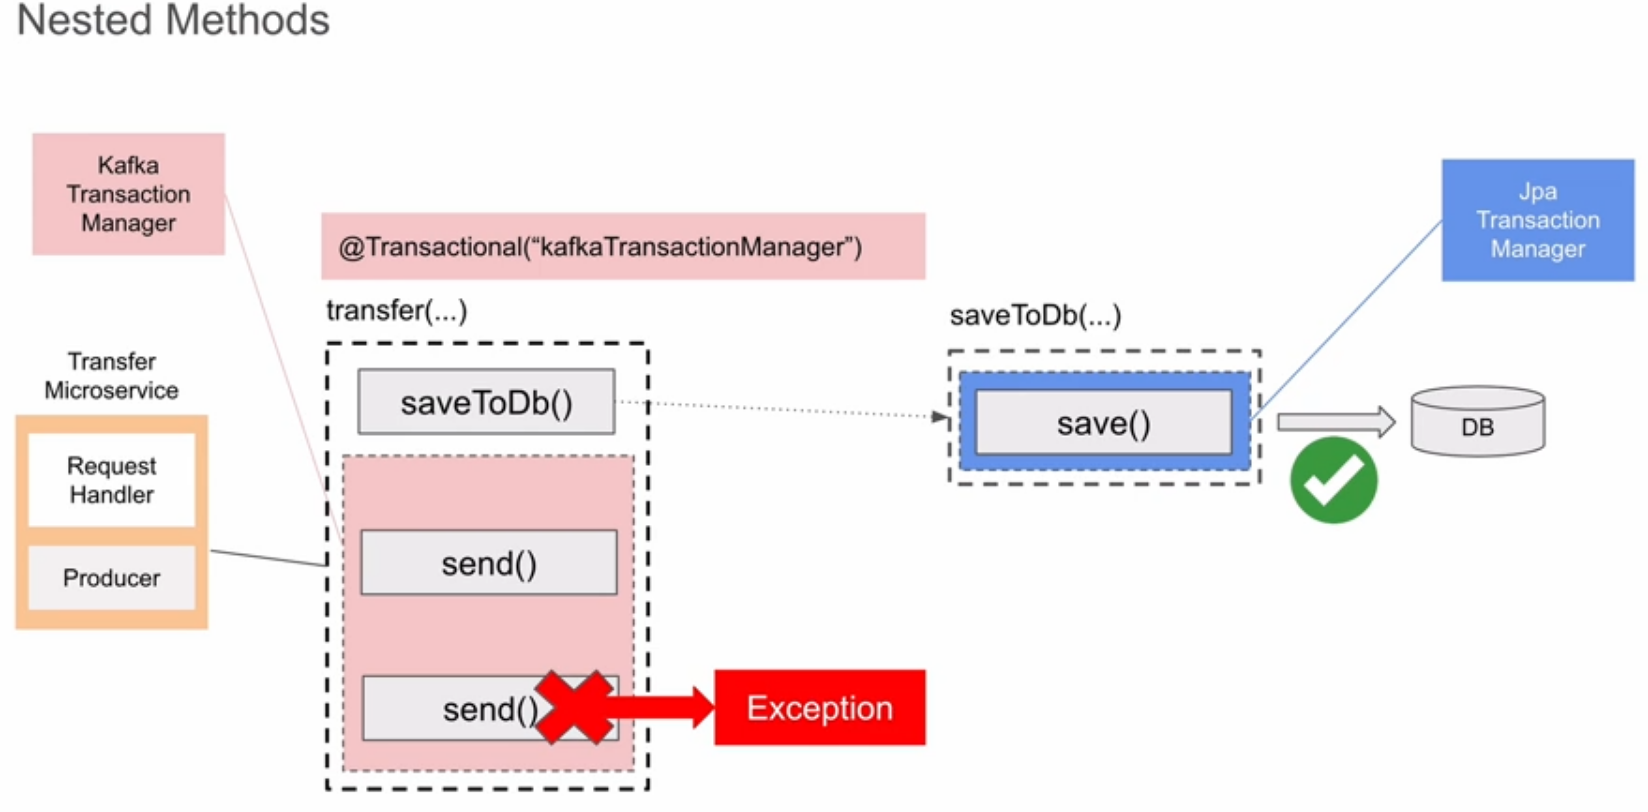 Nested Methods
Kafka
Transaction
Manager
@Transactional(“kafkaTransactionManager”)
Jpa
Transaction
Manager
transfer(...)
saveToDb(...)
Transfer
Microservice
Request
Handler
Producer
saveToDb()
send()
send()
Exception
save()
DB